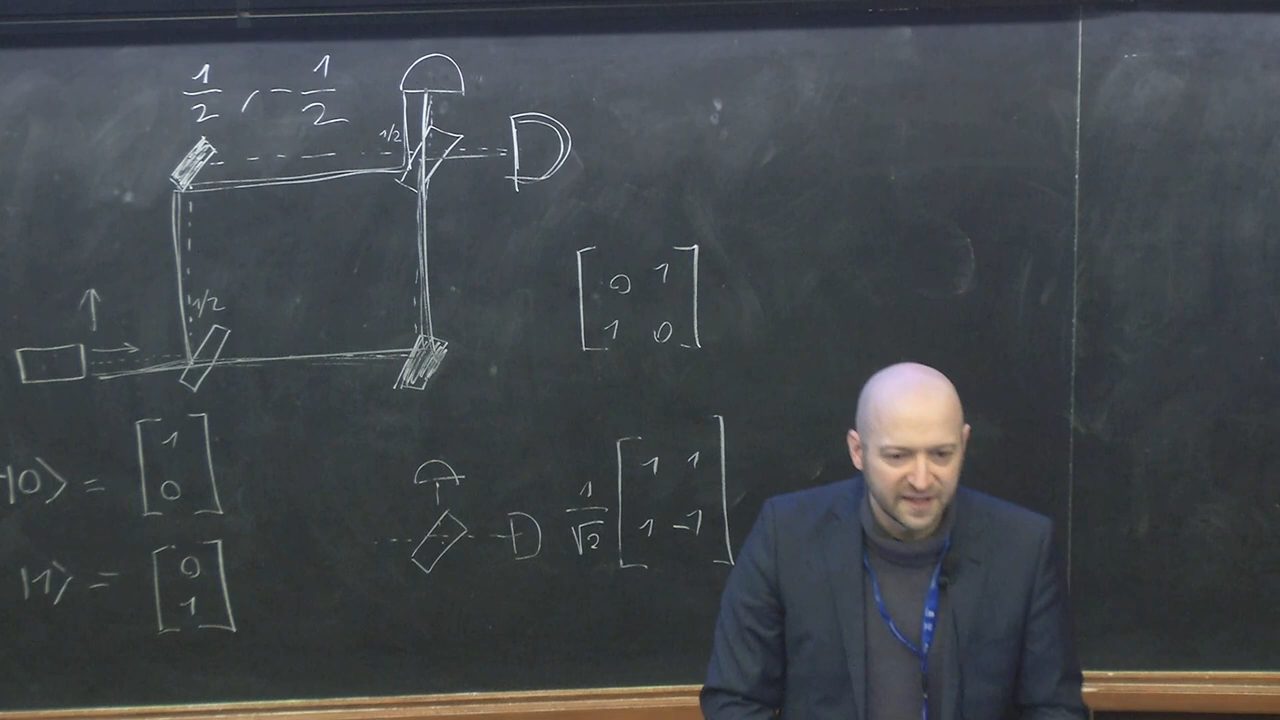 1/2 , - 1/2
1/2
D
[0 1
1 0]
1/2
|0⟩ = [1
0]
D 1/√2 [1 1
1 -1]
|1⟩ = [0
1]